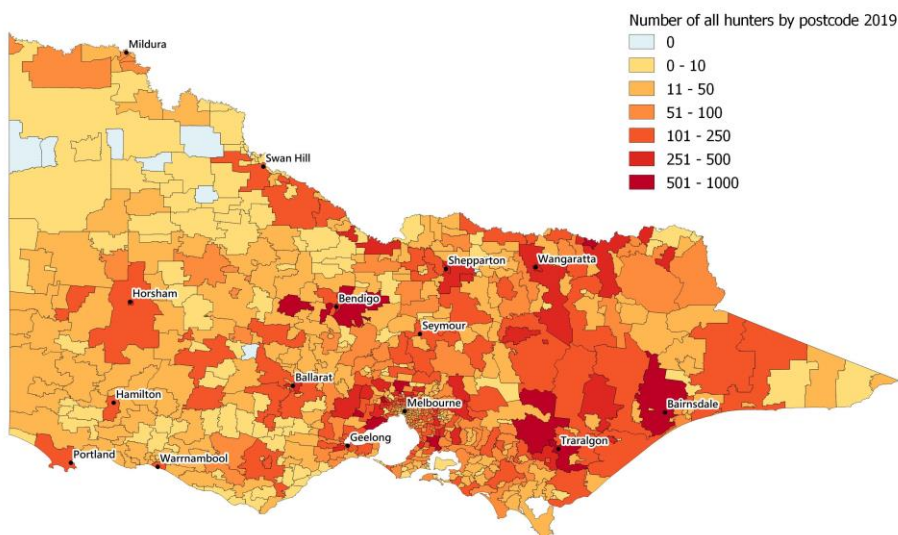 Number of all hunters by postcode 2019
0
0 - 10
11 - 50
51 - 100
101 - 250
251 - 500
501 - 1000
Mildura
Swan Hill
Shepparton
Wangaratta
Horsham
Bendigo
Seymour
Ballarat
Hamilton
Melbourne
Bairnsdale
Geelong
Traralgon
Portland
Warrnambool